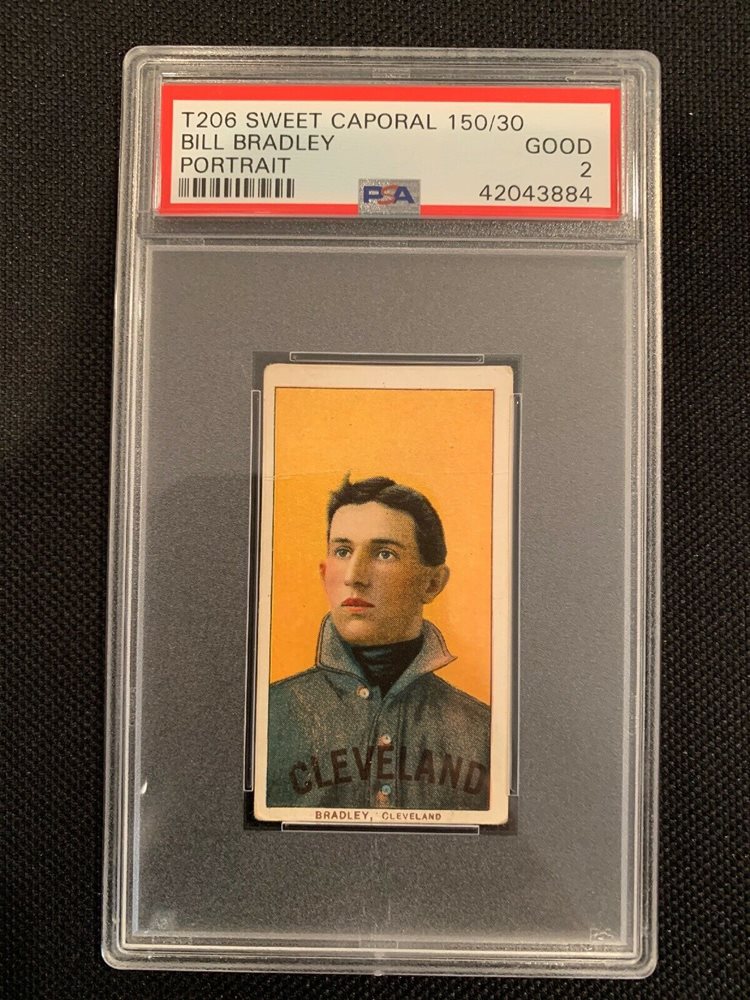 T206 SWEET CAPORAL 150/30
BILL BRADLEY GOOD
PORTRAIT 2
PSA 42043884
CLEVELAND
BRADLEY, CLEVELAND